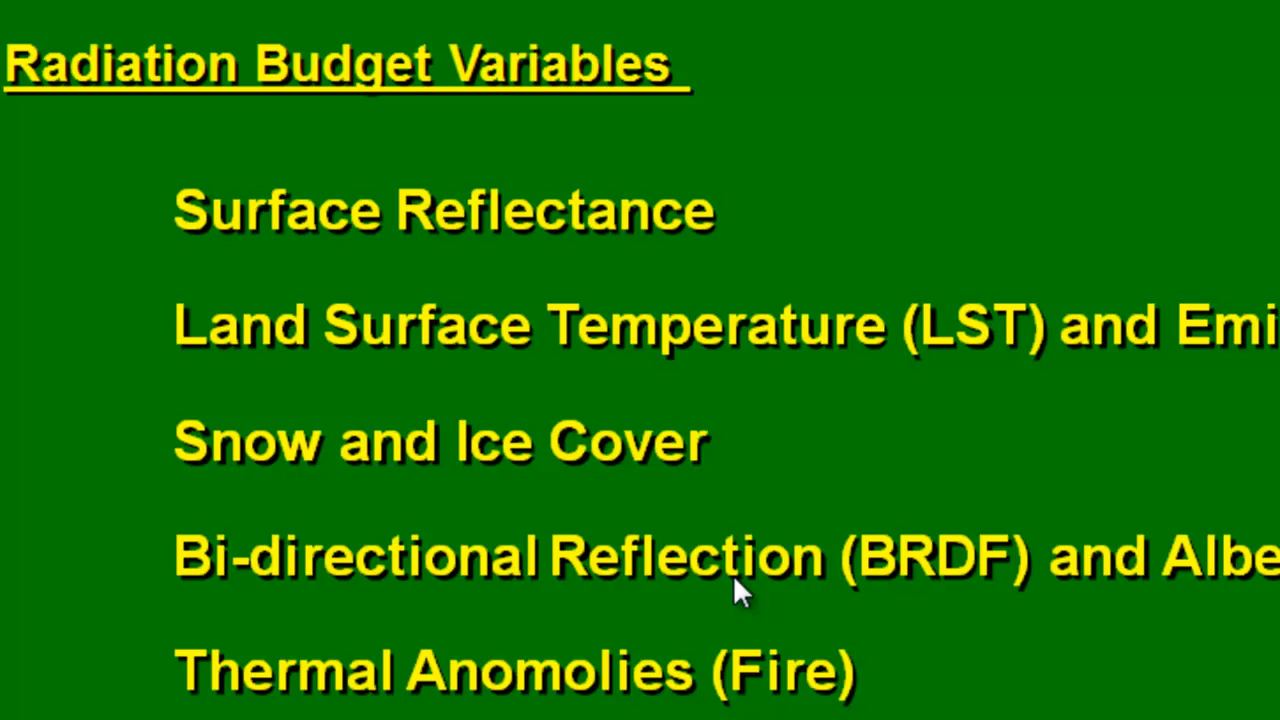 Radiation Budget Variables
Surface Reflectance
Land Surface Temperature (LST) and Emi
Snow and Ice Cover
Bi-directional Reflection (BRDF) and Albe
Thermal Anomolies (Fire)